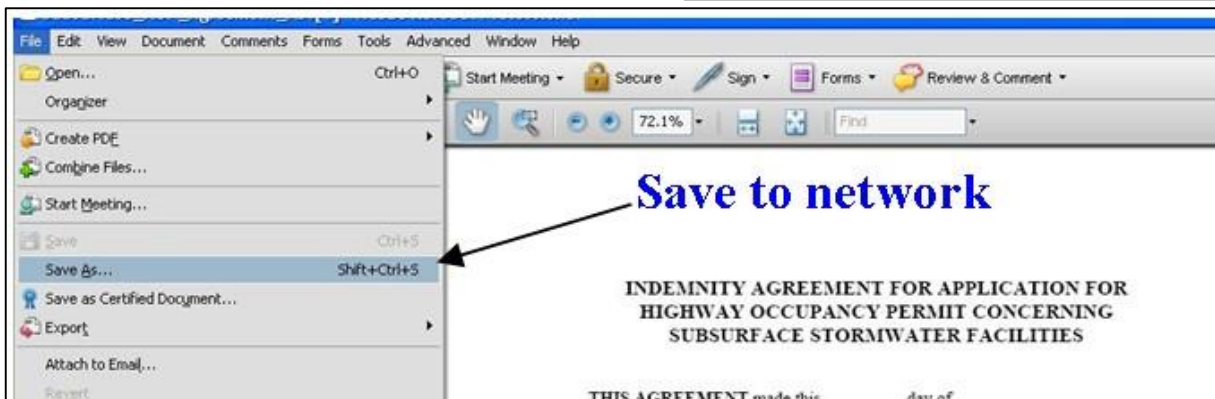 File Edit View Document Comments Forms Tools Advanced Window Help
Open... Ctrl+O
Organizer
Create PDF
Combine Files...
Start Meeting...
Save Ctrl+S
Save As... Shift+Ctrl+S
Save as Certified Document...
Export
Attach to Email...
Revert
Start Meeting Secure Sign Forms Review & Comment
72.1% Find
Save to network
INDEMNITY AGREEMENT FOR APPLICATION FOR
HIGHWAY OCCUPANCY PERMIT CONCERNING
SUBSURFACE STORMWATER FACILITIES
THIS AGREEMENT made this day of